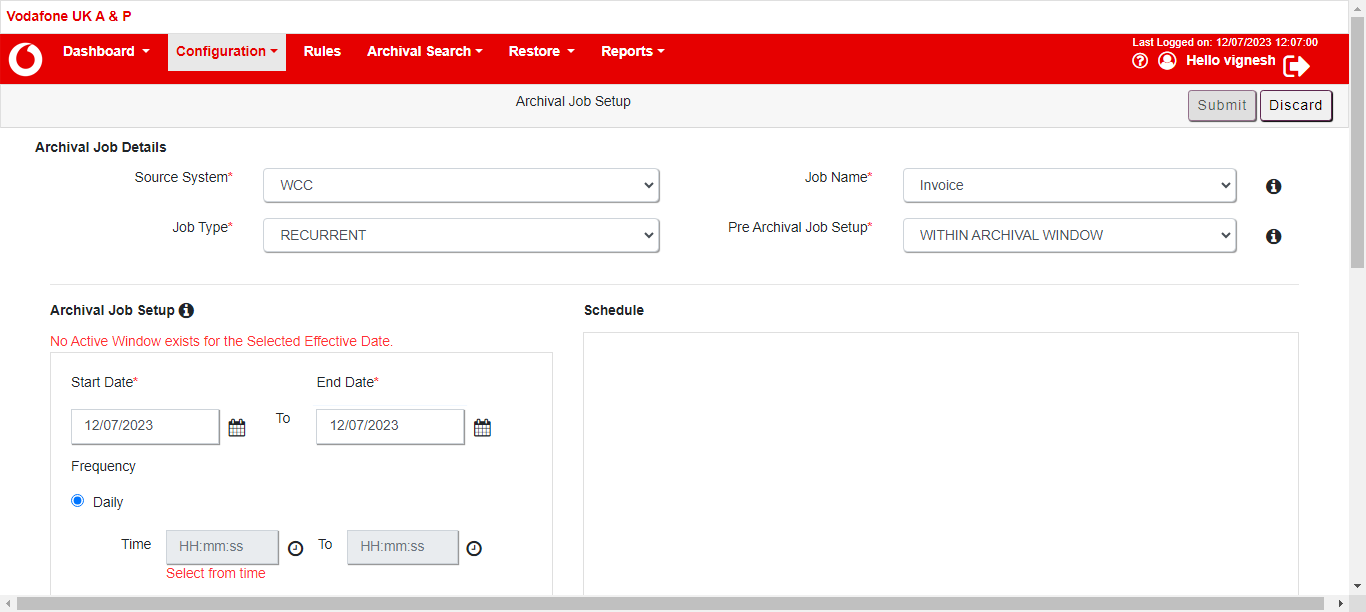 Vodafone UK A & P
Dashboard Configuration Rules Archival Search Restore Reports
Last Logged on: 12/07/2023 12:07:00
Hello vignesh
Archival Job Setup
Submit Discard
Archival Job Details
Source System* WCC Job Name* Invoice
Job Type* RECURRENT Pre Archival Job Setup* WITHIN ARCHIVAL WINDOW
Archival Job Setup Schedule
No Active Window exists for the Selected Effective Date.
Start Date* End Date*
12/07/2023 To 12/07/2023
Frequency
Daily
Time HH:mm:ss To HH:mm:ss
Select from time